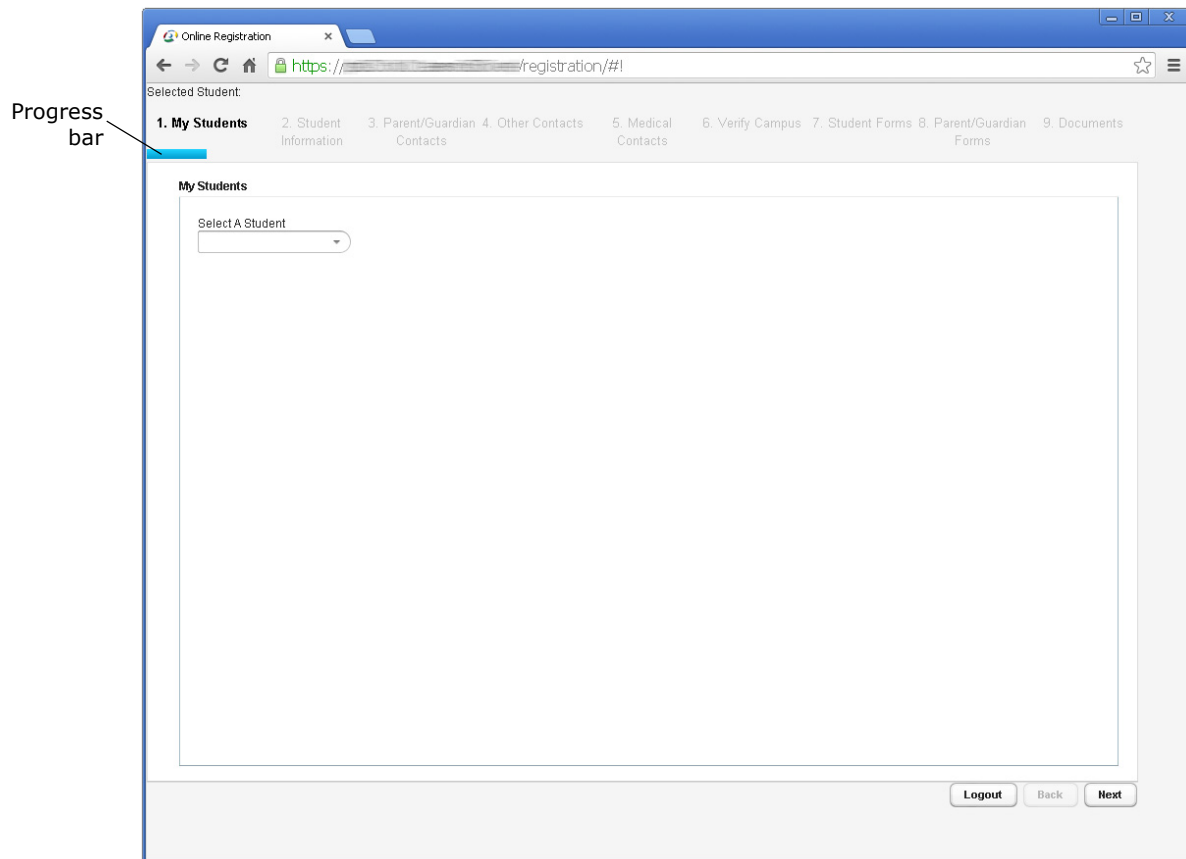 Online Registration
https://
/registration/#!
Selected Student:
Progress
bar
1. My Students
2. Student
Information
3. Parent/Guardian
Contacts
4. Other Contacts
5. Medical
Contacts
6. Verify Campus
7. Student Forms
8. Parent/Guardian
Forms
9. Documents
My Students
Select A Student
Logout
Back
Next